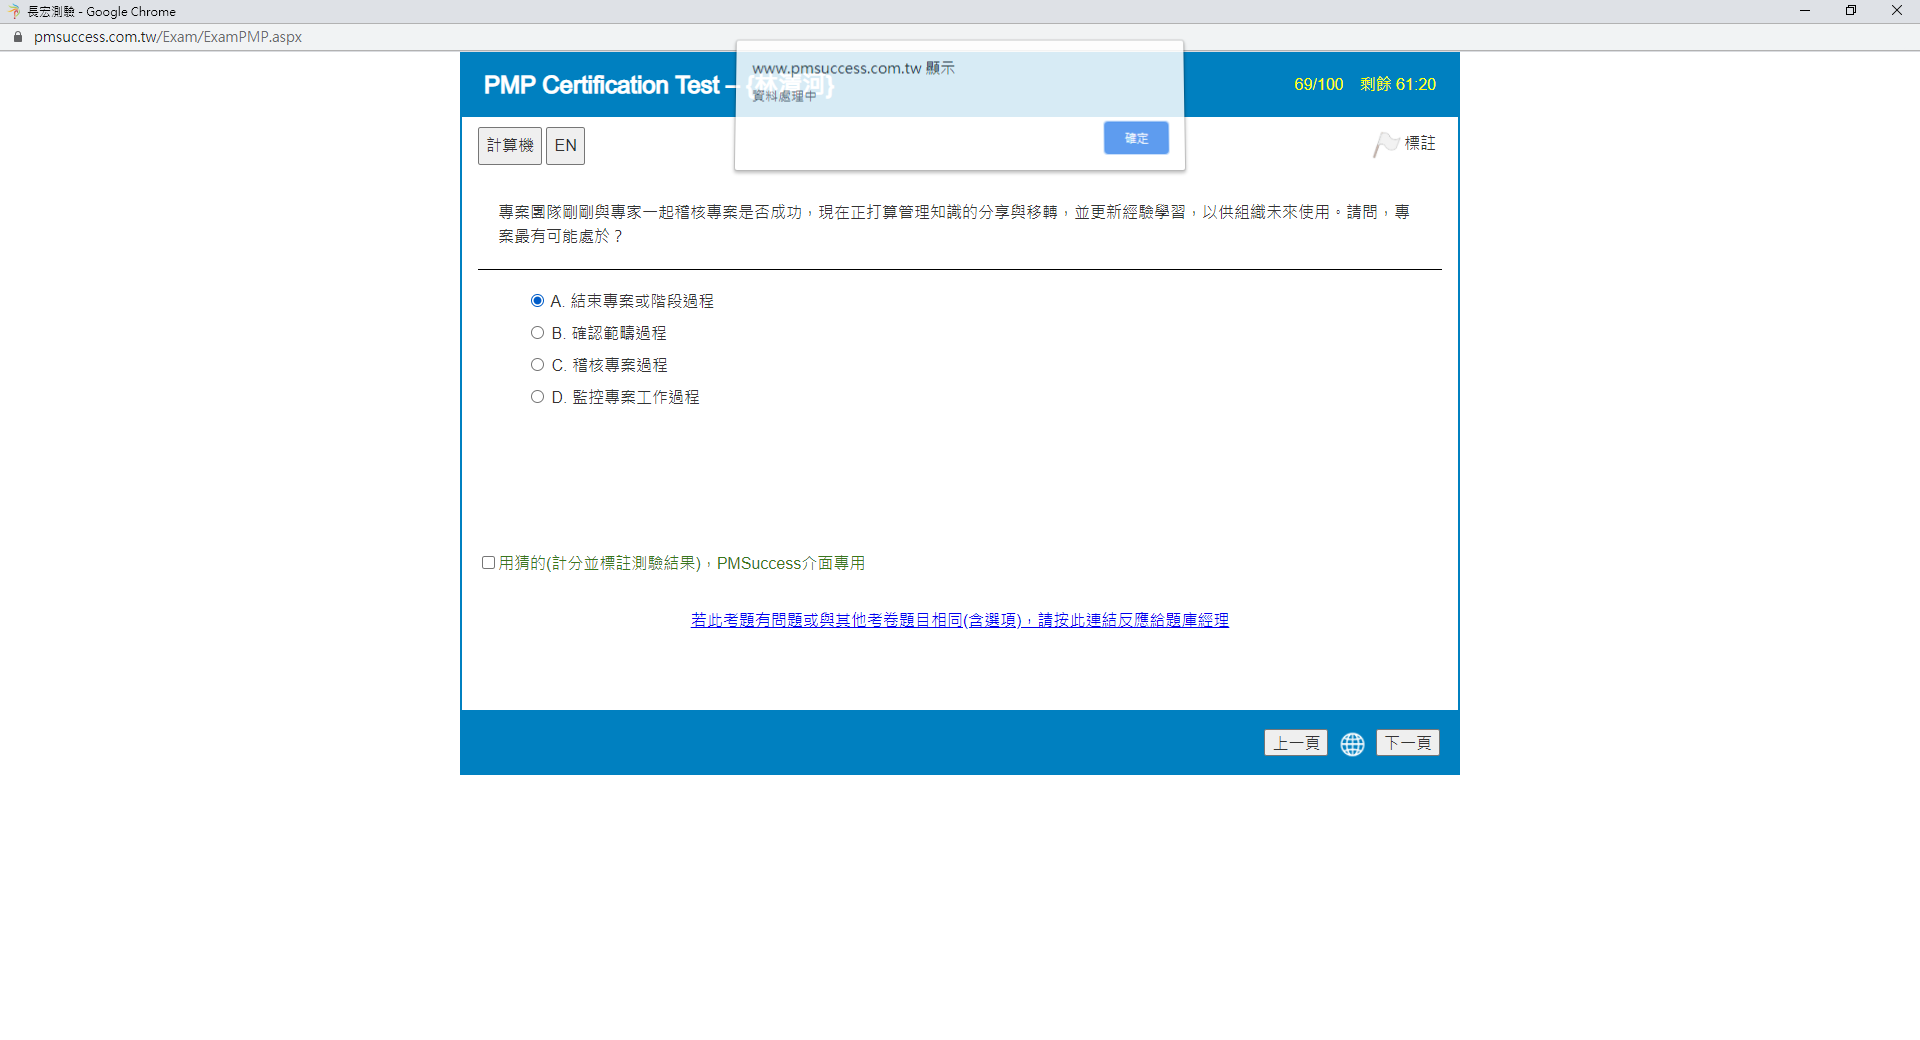 長宏測驗 - Google Chrome
pmsuccess.com.tw/Exam/ExamPMP.aspx
PMP Certification Test – {林清河}
www.pmsuccess.com.tw 顯示
資料處理中
確定
69/100 剩餘 61:20
計算機 EN
標註
專案團隊剛剛與專家一起稽核專案是否成功，現在正打算管理知識的分享與移轉，並更新經驗學習，以供組織未來使用。請問，專
案最有可能處於？
A. 結束專案或階段過程
B. 確認範疇過程
C. 稽核專案過程
D. 監控專案工作過程
用猜的(計分並標註測驗結果)，PMSuccess介面專用
若此考題有問題或與其他考卷題目相同(含選項)，請按此連結反應給題庫經理
上一頁 下一頁